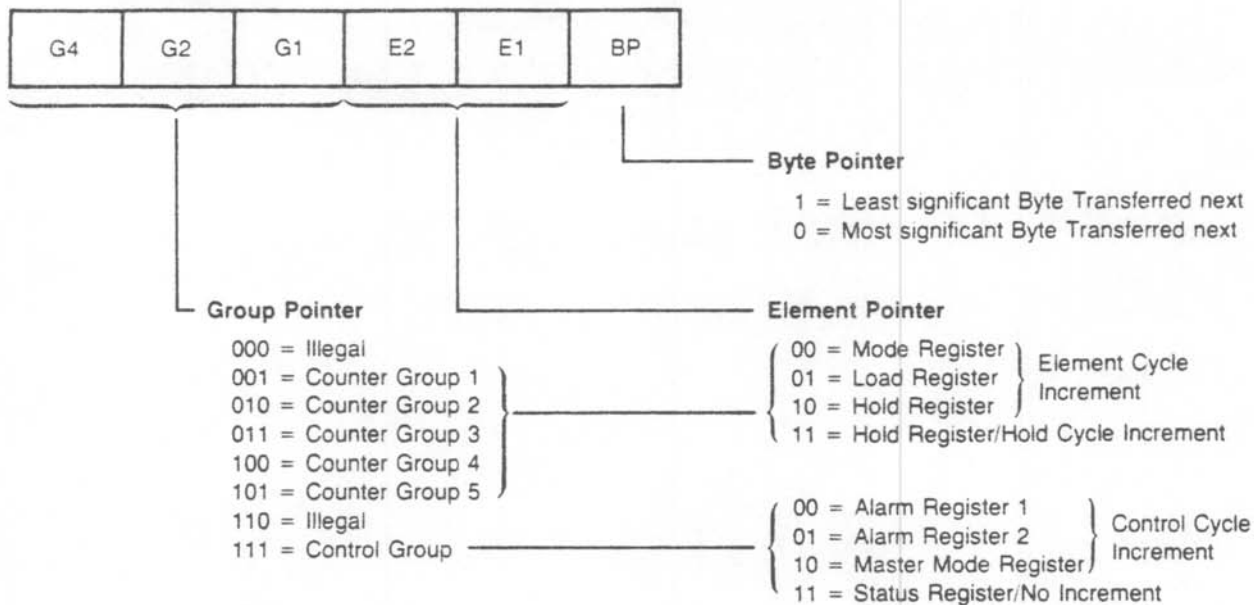 G4 G2 G1 E2 E1 BP
Byte Pointer
1 = Least significant Byte Transferred next
0 = Most significant Byte Transferred next
Group Pointer
000 = Illegal
001 = Counter Group 1
010 = Counter Group 2
011 = Counter Group 3
100 = Counter Group 4
101 = Counter Group 5
110 = Illegal
111 = Control Group
Element Pointer
00 = Mode Register
01 = Load Register
10 = Hold Register
Element Cycle
Increment
11 = Hold Register/Hold Cycle Increment
00 = Alarm Register 1
01 = Alarm Register 2
10 = Master Mode Register
Control Cycle
Increment
11 = Status Register/No Increment